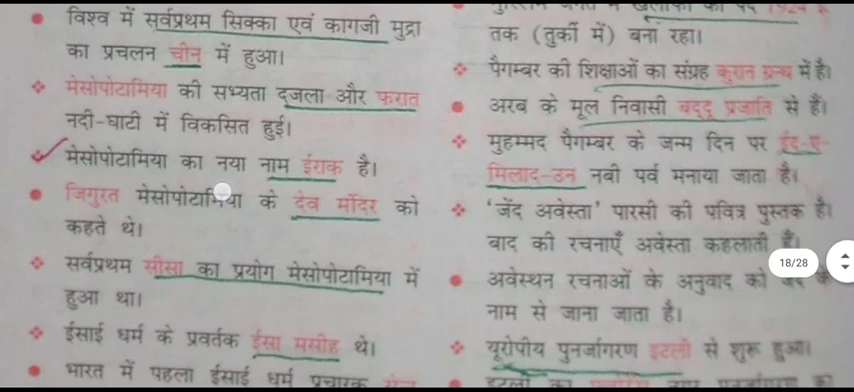 विश्व में सर्वप्रथम सिक्का एवं कागजी मुद्रा
का प्रचलन चीन में हुआ।
मेसोपोटामिया की सभ्यता दजला और फरात
नदी-घाटी में विकसित हुई।
मेसोपोटामिया का नया नाम ईराक है।
जिगुरत मेसोपोटामिया के देव मंदिर को
कहते थे।
सर्वप्रथम सीसा का प्रयोग मेसोपोटामिया में
हुआ था।
ईसाई धर्म के प्रवर्तक ईसा मसीह थे।
भारत में पहला ईसाई धर्म प्रचारक
तक (तुर्की में) बना रहा।
पैगम्बर की शिक्षाओं का संग्रह कुरान ग्रन्थ में है।
अरब के मूल निवासी बद्दू प्रजाति से हैं।
मुहम्मद पैगम्बर के जन्म दिन पर ईद-ए-
मिलाद-उन नबी पर्व मनाया जाता है।
'जेंद अवेस्ता' पारसी की पवित्र पुस्तक है।
बाद की रचनाएँ अवेस्ता कहलाती हैं।
अवेस्थन रचनाओं के अनुवाद को
नाम से जाना जाता है।
यूरोपीय पुनर्जागरण इटली से शुरू हुआ।
18/28